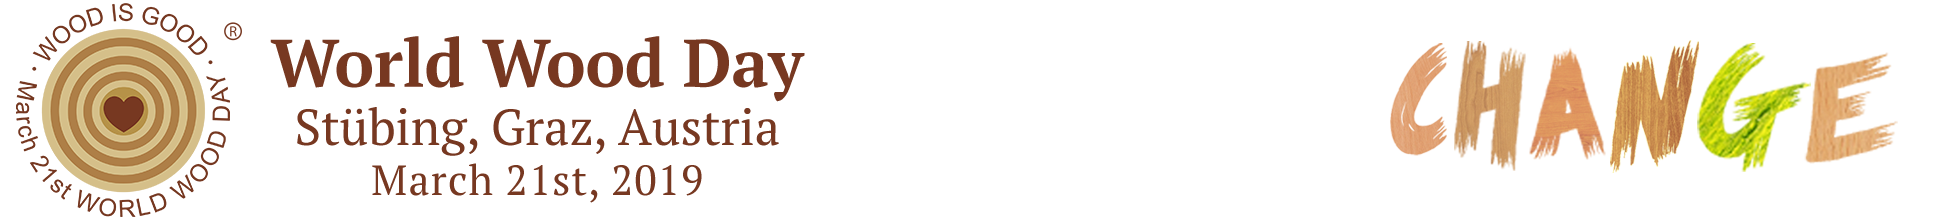 · WOOD IS GOOD ·
March 21st WORLD WOOD DAY
®
World Wood Day
Stübing, Graz, Austria
March 21st, 2019
CHANGE